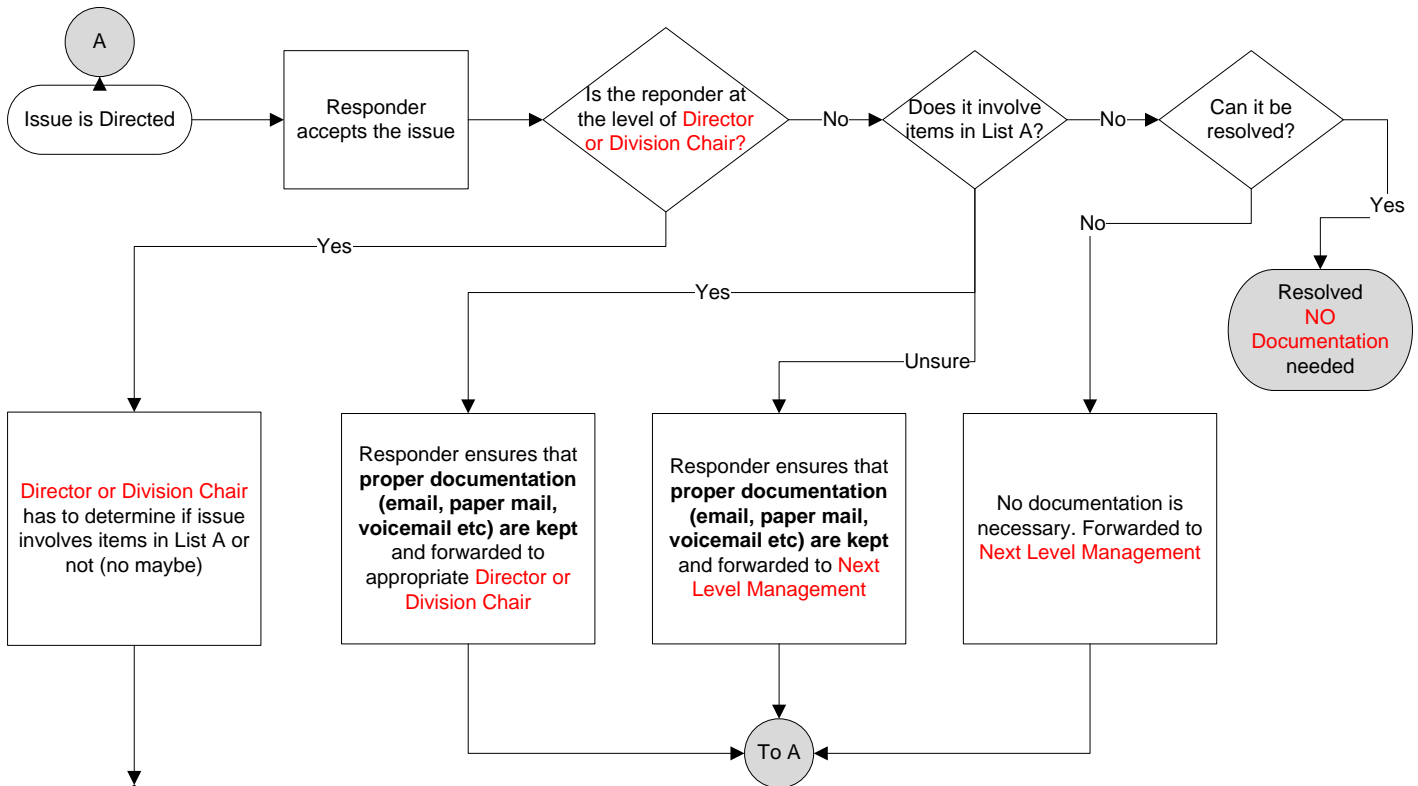 A
Issue is Directed
Responder
accepts the issue
Is the reponder at
the level of Director
or Division Chair?
No
Does it involve
items in List A?
No
Can it be
resolved?
Yes
No
Yes
Yes
Unsure
Resolved
NO
Documentation
needed
Director or Division Chair
has to determine if issue
involves items in List A or
not (no maybe)
Responder ensures that
proper documentation
(email, paper mail,
voicemail etc) are kept
and forwarded to
appropriate Director or
Division Chair
Responder ensures that
proper documentation
(email, paper mail,
voicemail etc) are kept
and forwarded to Next
Level Management
No documentation is
necessary. Forwarded to
Next Level Management
To A